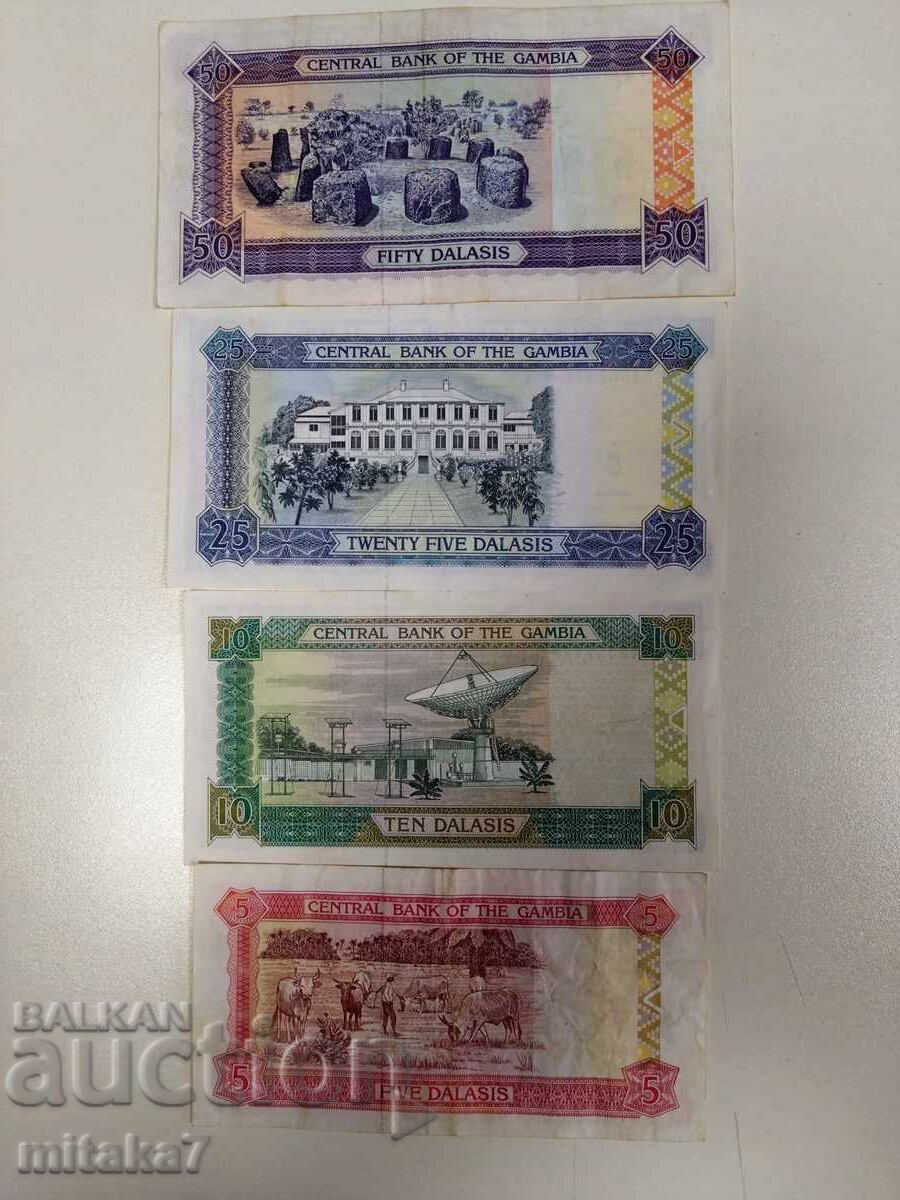 50 CENTRAL BANK OF THE GAMBIA 50
50 FIFTY DALASIS 50
25 CENTRAL BANK OF THE GAMBIA 25
25 TWENTY FIVE DALASIS 25
10 CENTRAL BANK OF THE GAMBIA 10
10 TEN DALASIS 10
5 CENTRAL BANK OF THE GAMBIA 5
5 FIVE DALASIS 5
BALKAN
auction
mitaka7